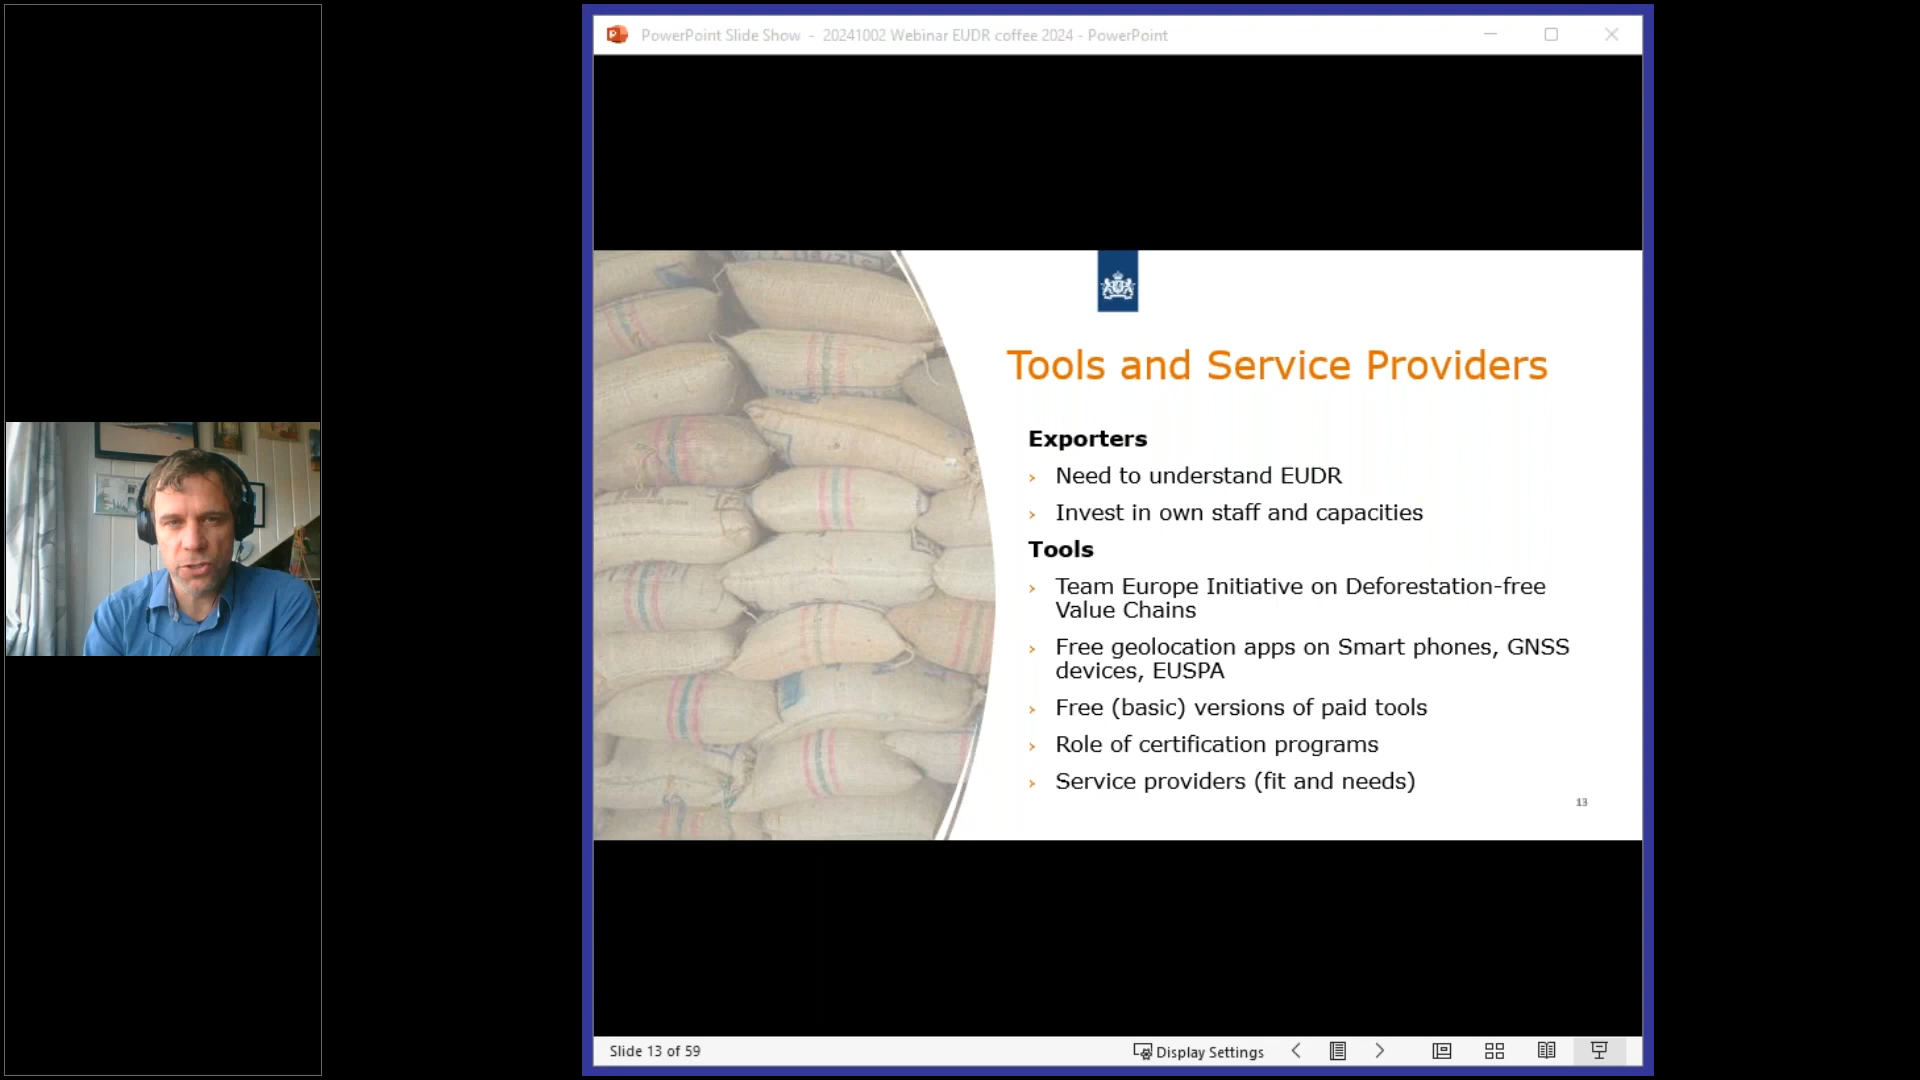 PowerPoint Slide Show - 20241002 Webinar EUDR coffee 2024 - PowerPoint
Tools and Service Providers
Exporters
› Need to understand EUDR
› Invest in own staff and capacities
Tools
› Team Europe Initiative on Deforestation-free
Value Chains
› Free geolocation apps on Smart phones, GNSS
devices, EUSPA
› Free (basic) versions of paid tools
› Role of certification programs
› Service providers (fit and needs)
13
Slide 13 of 59
Display Settings